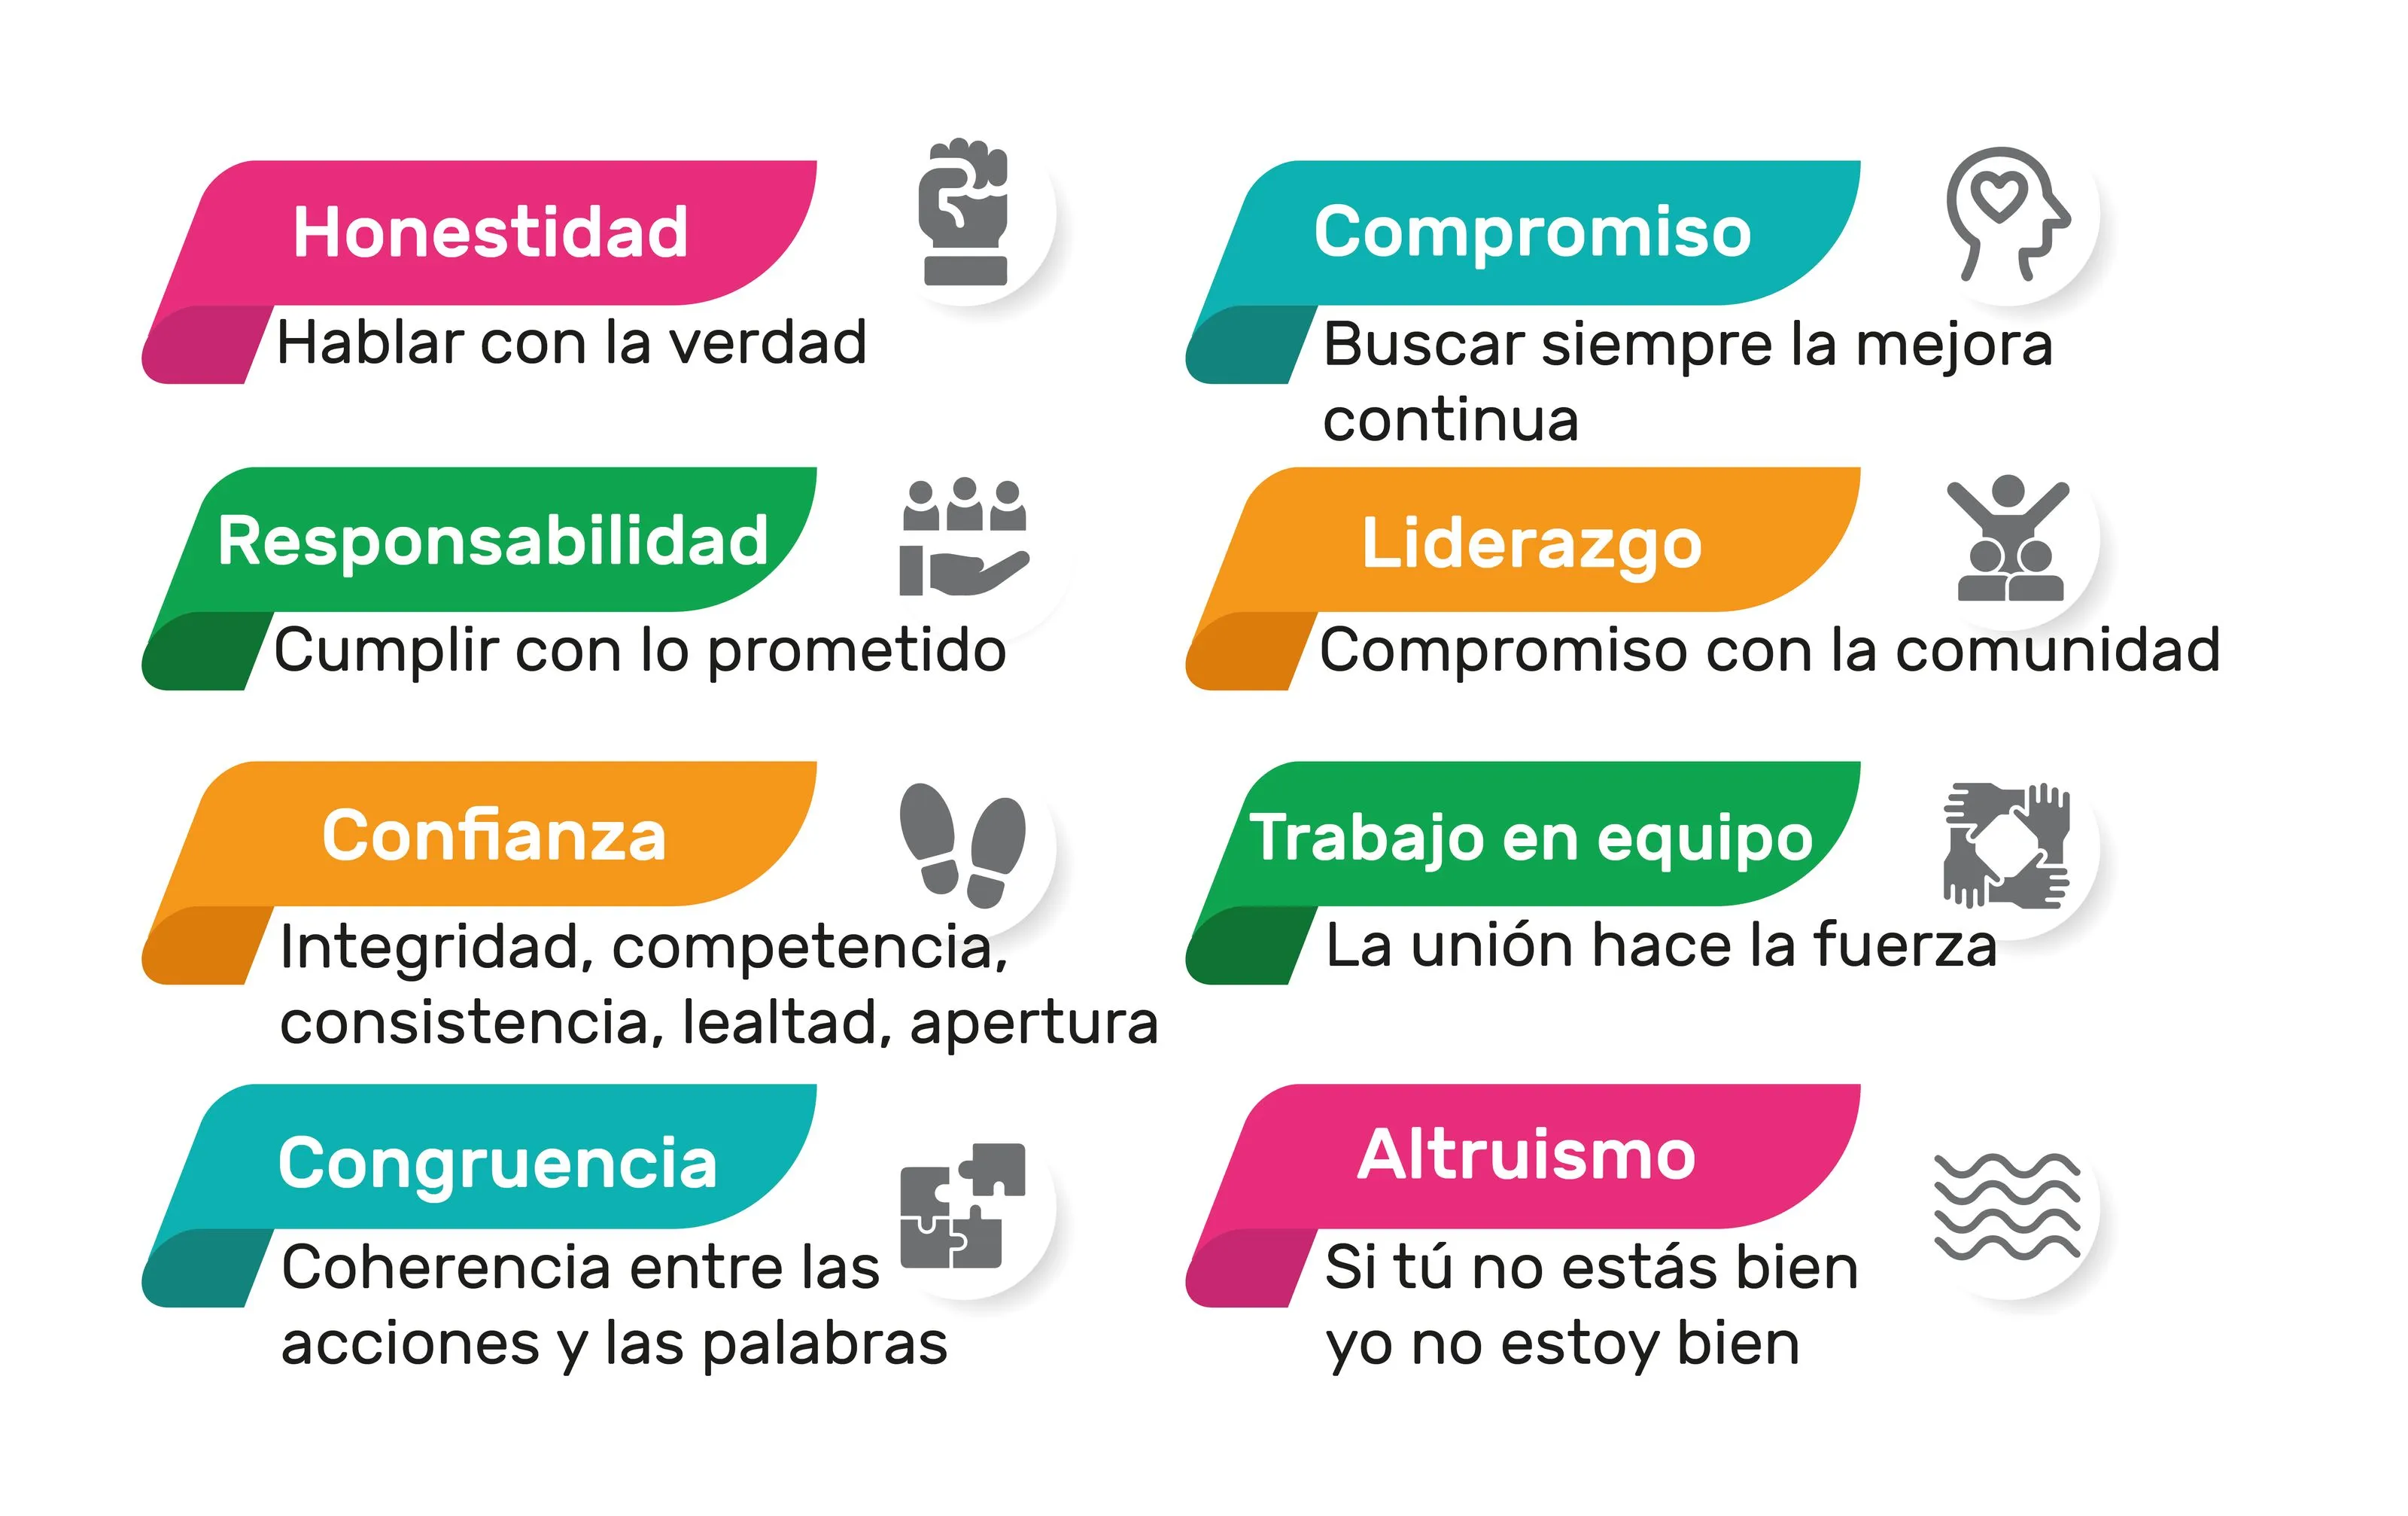 Honestidad
Hablar con la verdad
Compromiso
Buscar siempre la mejora
continua
Responsabilidad
Cumplir con lo prometido
Liderazgo
Compromiso con la comunidad
Confianza
Integridad, competencia,
consistencia, lealtad, apertura
Trabajo en equipo
La unión hace la fuerza
Congruencia
Coherencia entre las
acciones y las palabras
Altruismo
Si tú no estás bien
yo no estoy bien